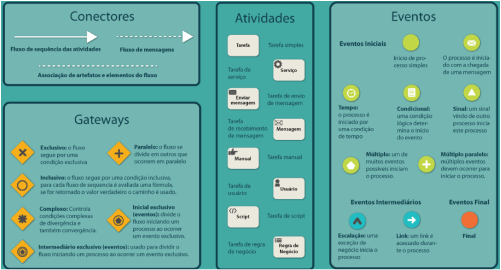 Conectores
Fluxo de sequência das atividades
Fluxo de mensagens
Associação de artefatos e elementos do fluxo
Gateways
Exclusivo: o fluxo
segue por uma
condição exclusiva
Paralelo: o fluxo se
divide em outros que
ocorrem em paralelo
Inclusivo: o fluxo segue por uma condição inclusiva,
para cada fluxo de sequencia é avaliada uma fórmula,
se for retornado o valor verdadeiro o caminho é usado.
Complexo: Controla
condições complexas
de divergência e
também convergência.
Inicial exclusivo
(eventos): divide o
fluxo iniciando um
processo ao ocorrer
um evento exclusivo.
Intermediário exclusivo (eventos): usado para dividir o
fluxo iniciando um processo ao ocorrer um evento exclusivo.
Atividades
Tarefa
Tarefa simples
Tarefa de
serviço
Serviço
Enviar
mensagem
Tarefa de envio
de mensagem
Tarefa
de recebimento
de mensagem
Mensagem
Manual
Tarefa manual
Tarefa de
usuário
Usuário
Script
Tarefa de script
Tarefa de regra
de negócio
Regra de
Negócio
Eventos
Eventos Iniciais
Início de pro-
cesso simples
O processo é inicia-
do com a chegada
de uma mensagem
Tempo:
o processo é
iniciado por
uma condição
de tempo
Condicional:
uma condição
lógica deter-
mina o início
do evento
Sinal: um sinal
vindo de outro
processo inicia
este processo
Múltiplo: um de
muitos eventos
possíveis iniciam o
processo.
Múltiplo paralelo:
múltiplos eventos
devem ocorrer para
iniciar o processo.
Eventos Intermediários
Eventos Final
Escalação: uma
exceção de
negócio inicia o
processo
Link: um link é
acessado duran-
te o processo
Final